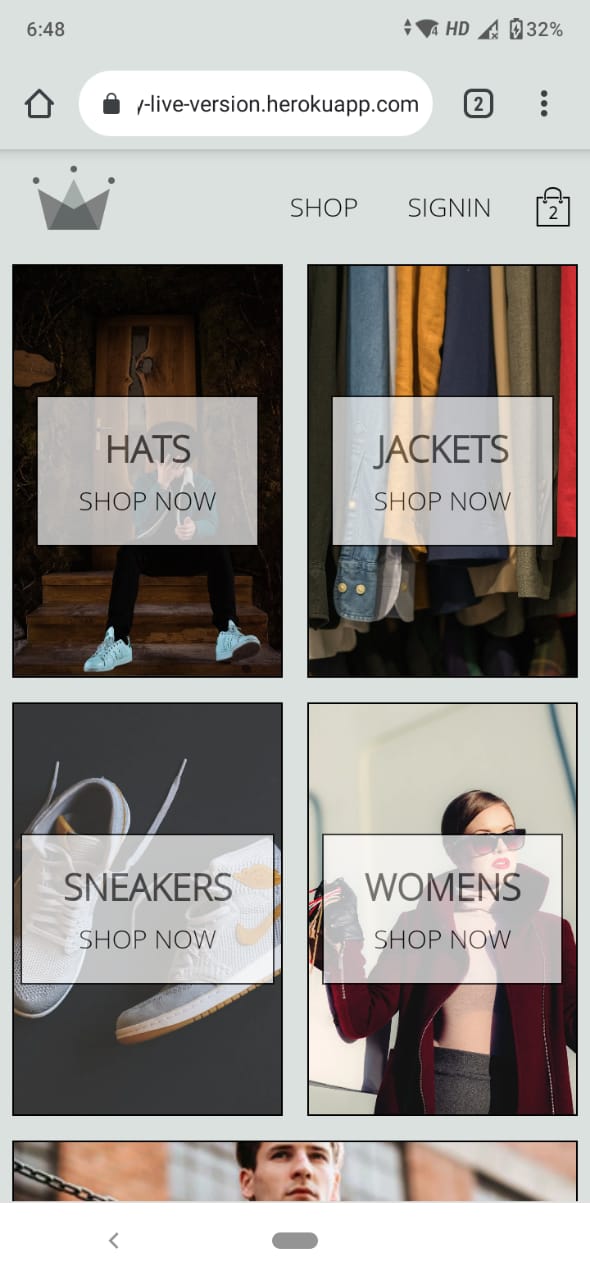 6:48
4 HD 32%
y-live-version.herokuapp.com 2
SHOP SIGNIN 2
HATS
SHOP NOW
JACKETS
SHOP NOW
SNEAKERS
SHOP NOW
WOMENS
SHOP NOW